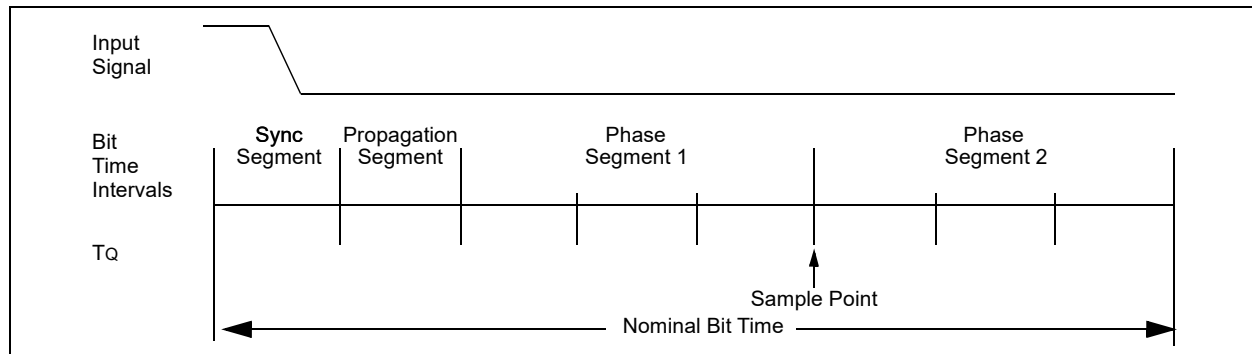 Input
Signal
Bit
Time
Intervals
Sync
Segment
Propagation
Segment
Phase
Segment 1
Phase
Segment 2
TQ
Sample Point
Nominal Bit Time